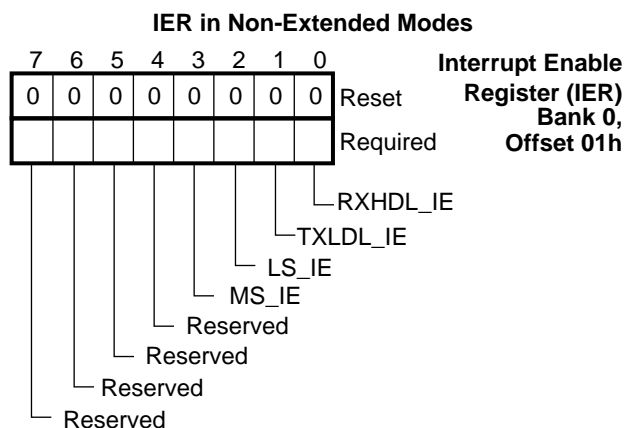 IER in Non-Extended Modes
7 6 5 4 3 2 1 0
Interrupt Enable
Register (IER)
Bank 0,
Offset 01h
0 0 0 0 0 0 0 0 Reset
Required
RXHDL_IE
TXLDL_IE
LS_IE
MS_IE
Reserved
Reserved
Reserved
Reserved